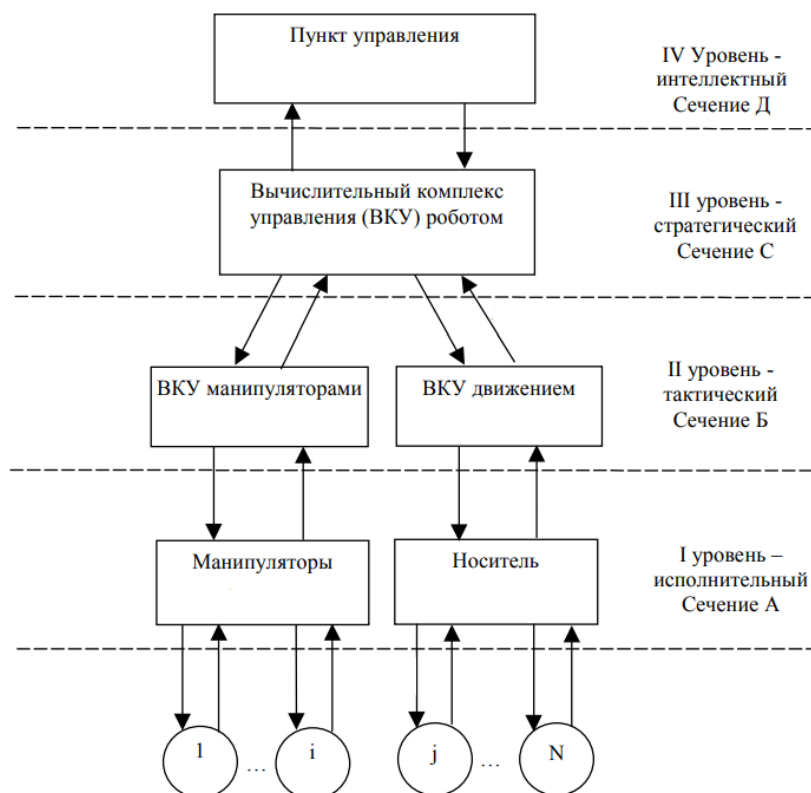 Пункт управления
IV Уровень -
интеллектный
Сечение Д
Вычислительный комплекс
управления (ВКУ) роботом
III уровень -
стратегический
Сечение С
ВКУ манипуляторами
ВКУ движением
II уровень -
тактический
Сечение Б
Манипуляторы
Носитель
I уровень –
исполнительный
Сечение А
1 ... i j ... N